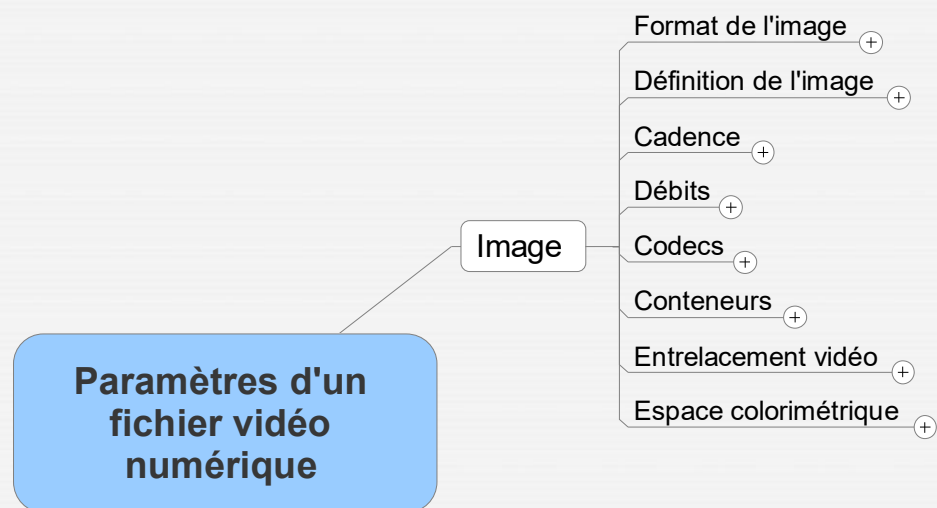 Format de l'image
Définition de l'image
Cadence
Débits
Image
Codecs
Conteneurs
Entrelacement vidéo
Espace colorimétrique
Paramètres d'un
fichier vidéo
numérique